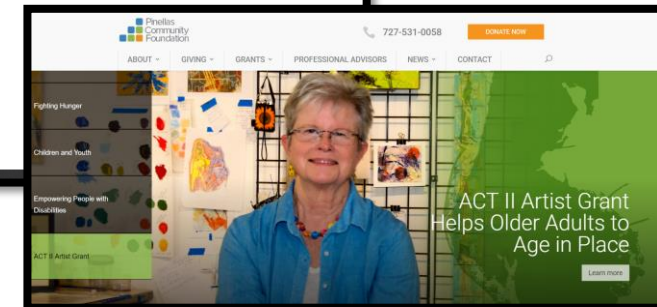 Pinellas
Community
Foundation
727-531-0058
DONATE NOW
ABOUT
GIVING
GRANTS
PROFESSIONAL ADVISORS
NEWS
CONTACT
Fighting Hunger
Children and Youth
Empowering People with
Disabilities
ACT II Artist Grant
ACT II Artist Grant
Helps Older Adults to
Age in Place
Learn more